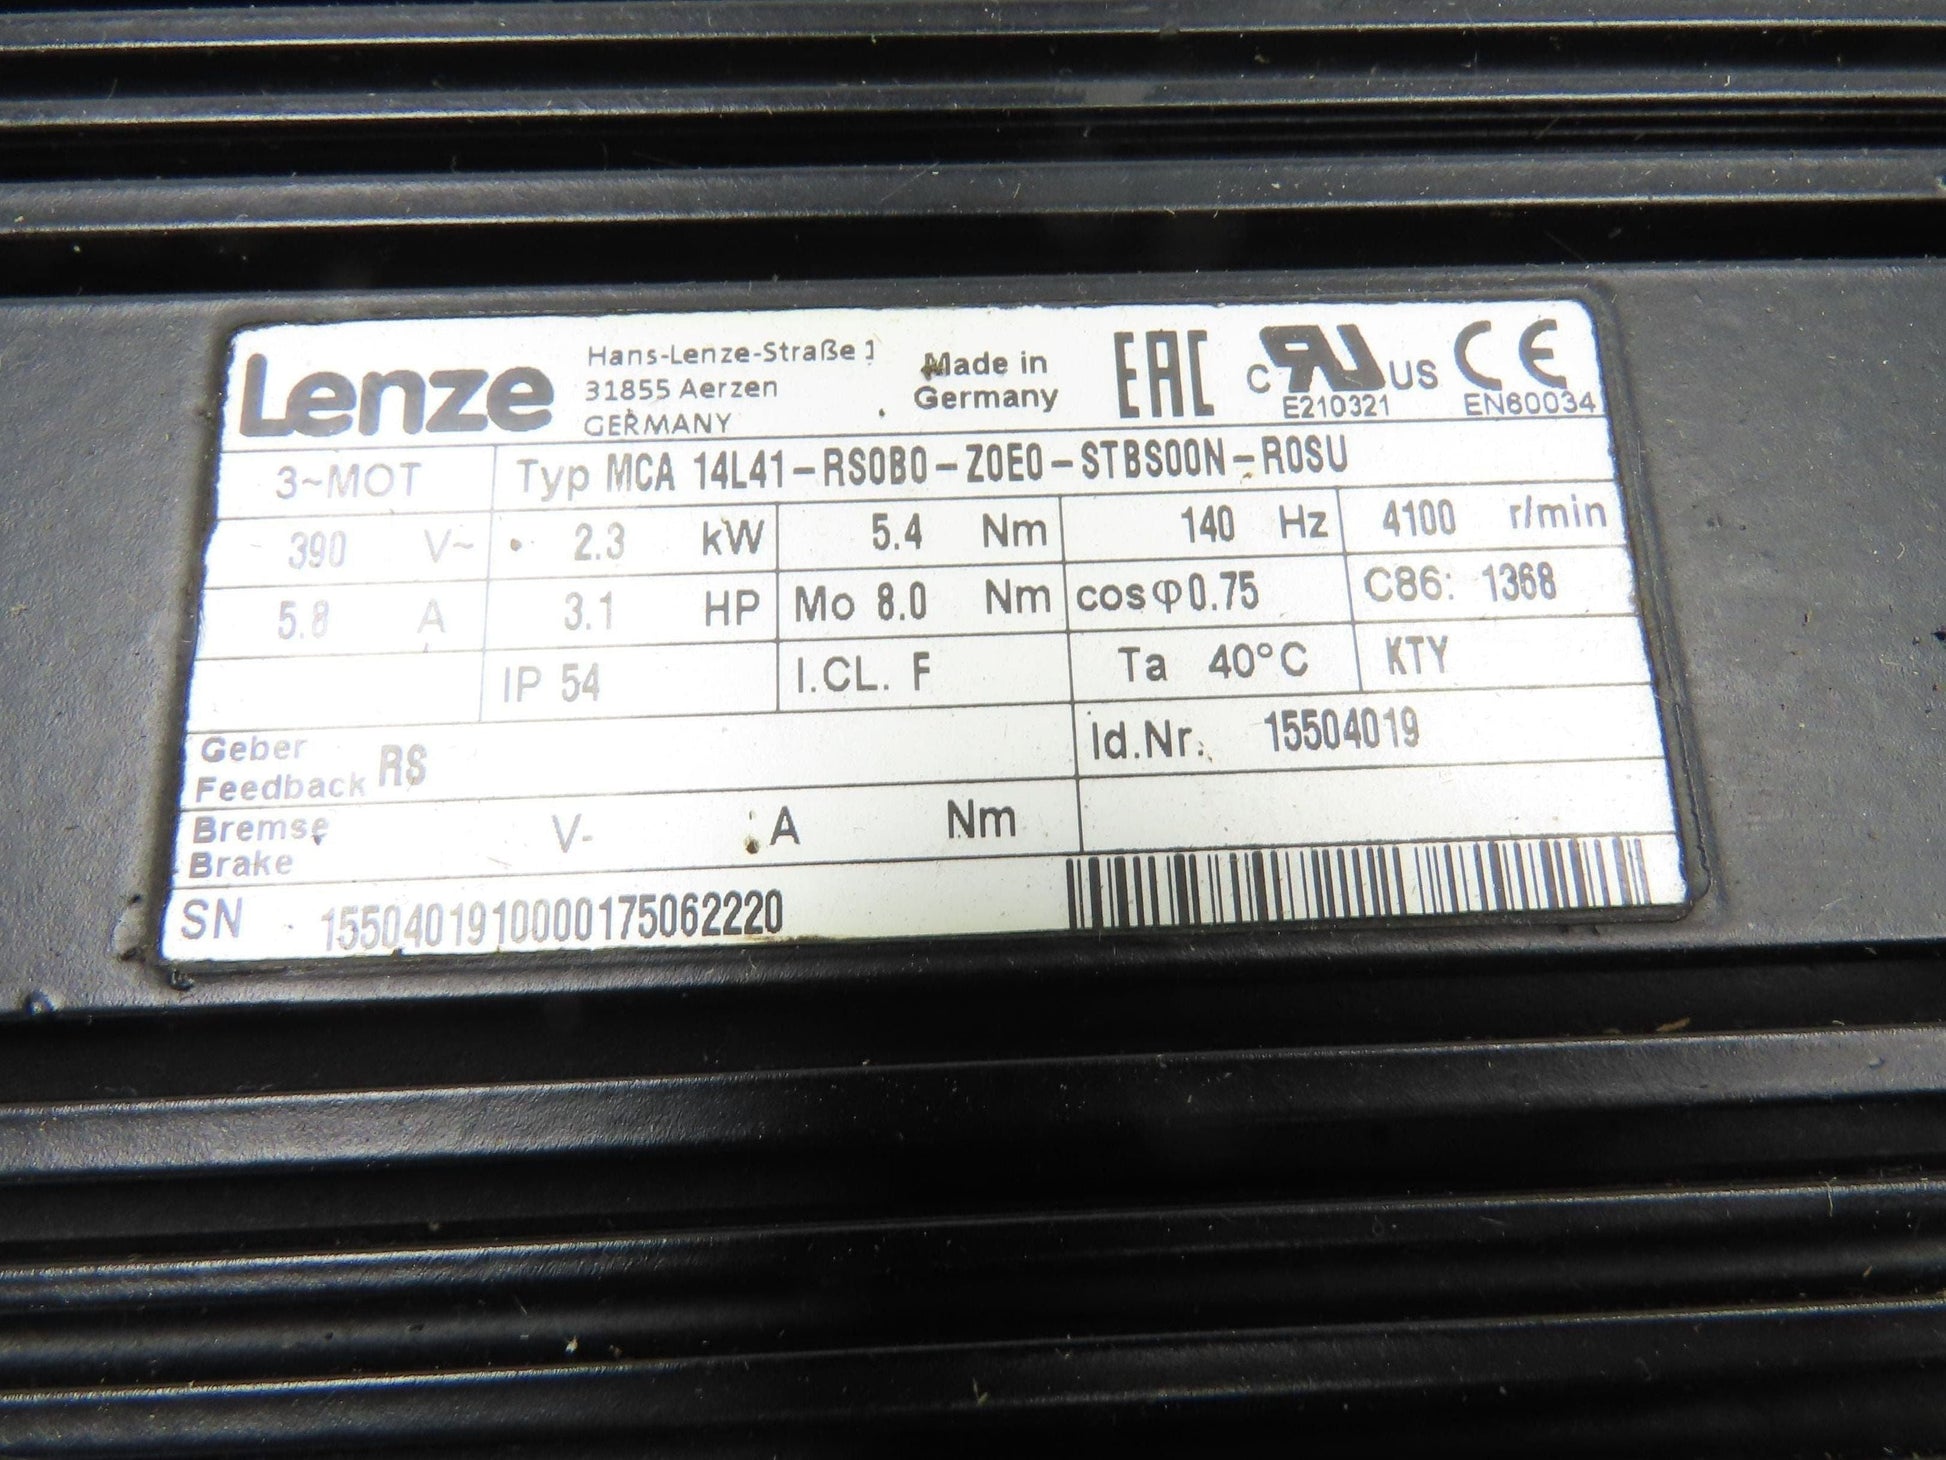 Lenze
Hans-Lenze-Straße 1
31855 Aerzen
GERMANY
Made in
Germany
EAC
C RU US
E210321
CE
EN60034
3~MOT Typ MCA 14L41-RS0B0-Z0E0-STBS00N-R0SU
390 V~ 2.3 kW 5.4 Nm 140 Hz 4100 r/min
5.8 A 3.1 HP Mo 8.0 Nm cos φ 0.75 C86: 1368
IP 54 I.CL. F Ta 40°C KTY
Geber
Feedback RS
Id.Nr. 15504019
Bremse
Brake V- A Nm
SN 1550401910000175062220